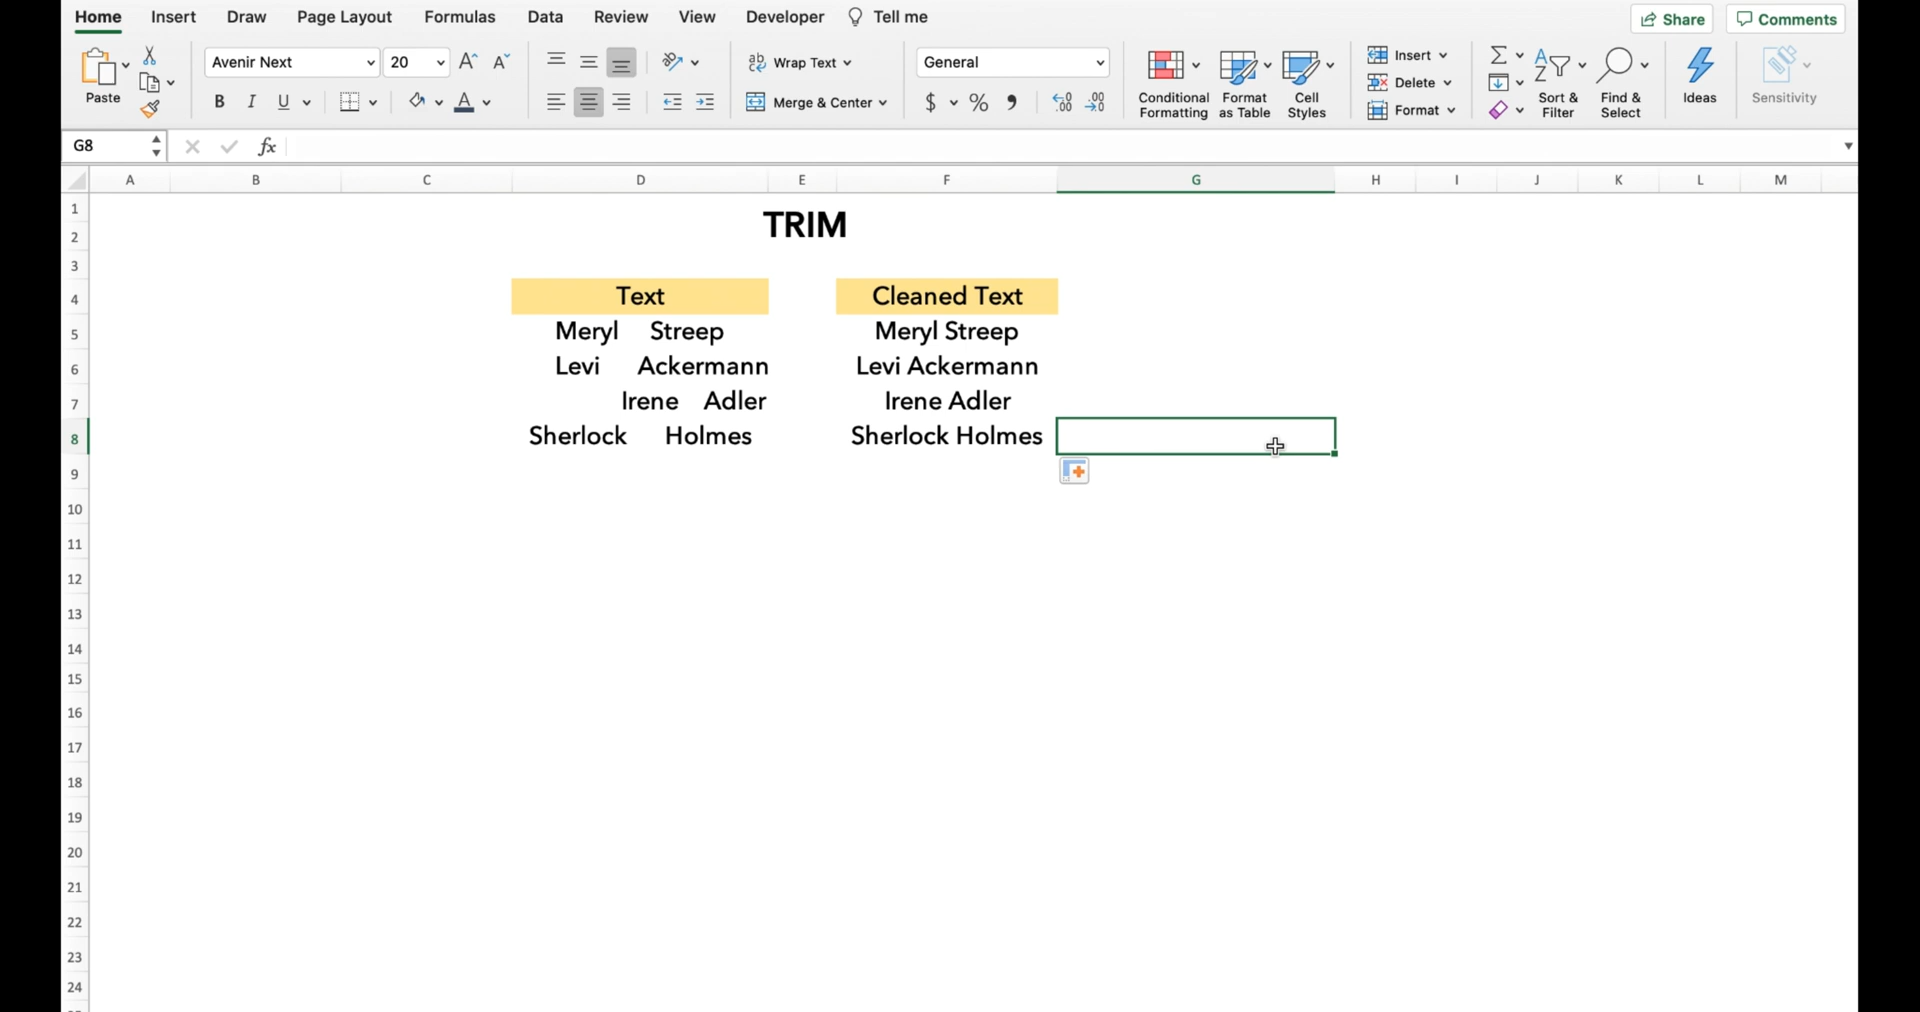 Home Insert Draw Page Layout Formulas Data Review View Developer Tell me Share Comments
Avenir Next 20 Wrap Text General Insert
Paste B I U Merge & Center $ % Conditional Formatting Format as Table Cell Styles Delete Format Sort & Filter Find & Select Ideas Sensitivity
G8 fx
A B C D E F G H I J K L M
1 TRIM
2
3
4 Text Cleaned Text
5 Meryl Streep Meryl Streep
6 Levi Ackermann Levi Ackermann
7 Irene Adler Irene Adler
8 Sherlock Holmes Sherlock Holmes
9
10
11
12
13
14
15
16
17
18
19
20
21
22
23
24